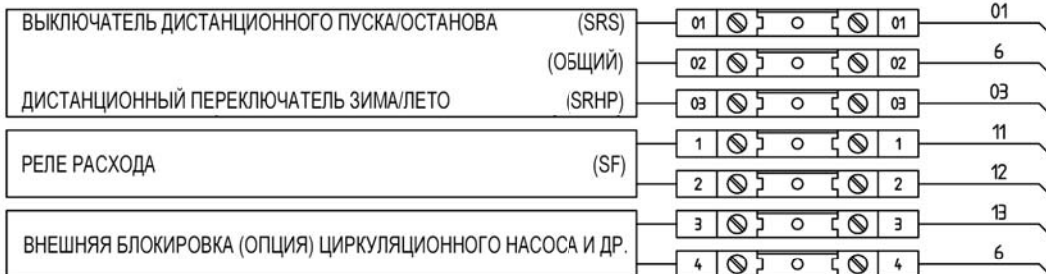 ВЫКЛЮЧАТЕЛЬ ДИСТАНЦИОННОГО ПУСКА/ОСТАНОВА (SRS) 01 01 01
(ОБЩИЙ) 02 02 6
ДИСТАНЦИОННЫЙ ПЕРЕКЛЮЧАТЕЛЬ ЗИМА/ЛЕТО (SRHP) 03 03 03
РЕЛЕ РАСХОДА (SF) 1 1 11
2 2 12
ВНЕШНЯЯ БЛОКИРОВКА (ОПЦИЯ) ЦИРКУЛЯЦИОННОГО НАСОСА И ДР. 3 3 13
4 4 6